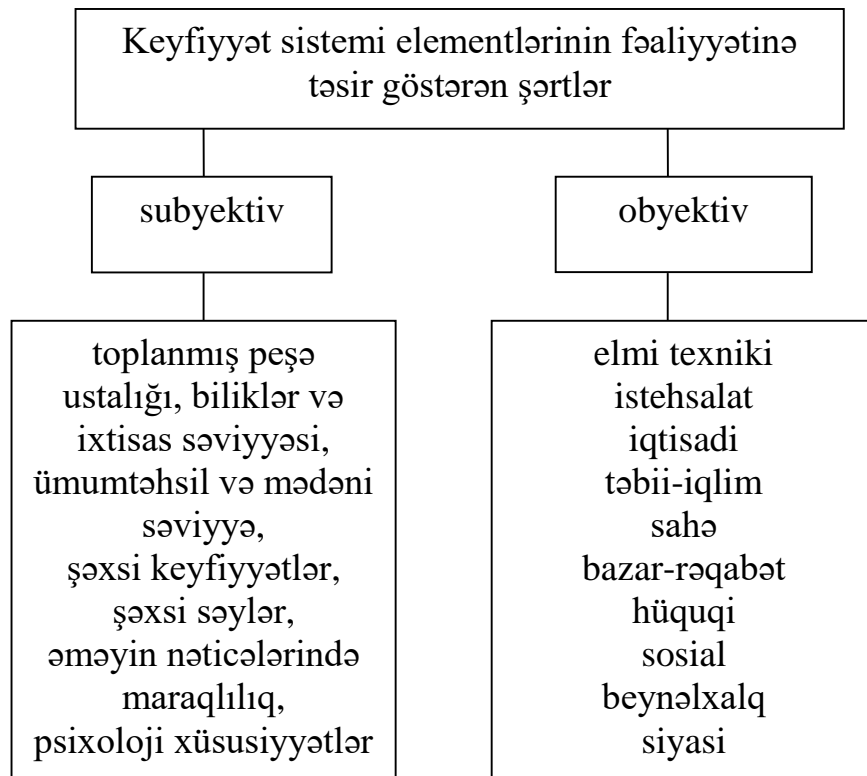 Keyfiyyət sistemi elementlərinin fəaliyyətinə
təsir göstərən şərtlər
subyektiv
obyektiv
toplanmış peşə
ustalığı, biliklər və
ixtisas səviyyəsi,
ümumtəhsil və mədəni
səviyyə,
şəxsi keyfiyyətlər,
şəxsi səylər,
əməyin nəticələrində
maraqlılıq,
psixoloji xüsusiyyətlər
elmi texniki
istehsalat
iqtisadi
təbii-iqlim
sahə
bazar-rəqabət
hüquqi
sosial
beynəlxalq
siyasi